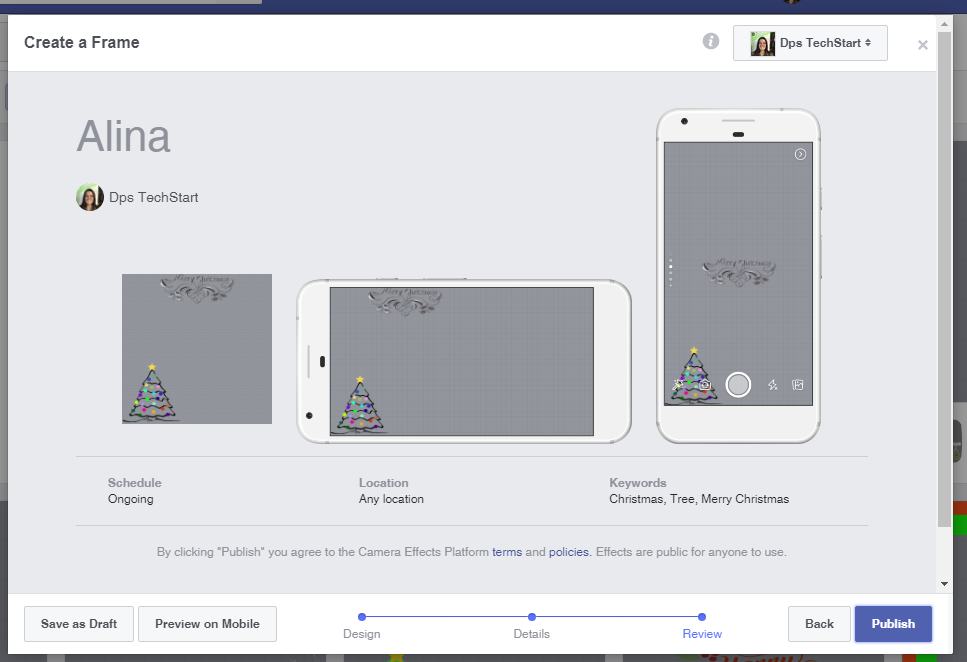 Create a Frame
Dps TechStart
Alina
Dps TechStart
Merry Christmas
Merry Christmas
Merry Christmas
Schedule
Ongoing
Location
Any location
Keywords
Christmas, Tree, Merry Christmas
By clicking "Publish" you agree to the Camera Effects Platform terms and policies. Effects are public for anyone to use.
Save as Draft
Preview on Mobile
Design
Details
Review
Back
Publish